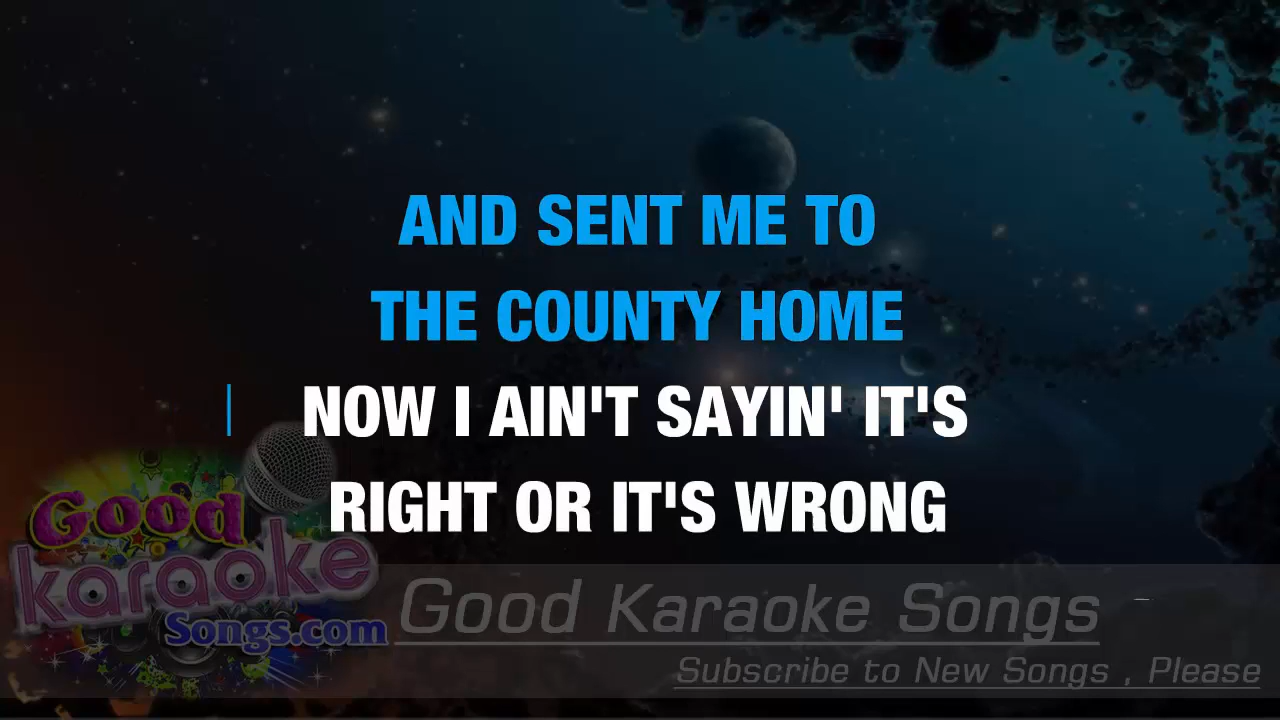 AND SENT ME TO
THE COUNTY HOME
NOW I AIN'T SAYIN' IT'S
RIGHT OR IT'S WRONG
Good
karaoke
Songs.com
Good Karaoke Songs
Subscribe to New Songs , Please